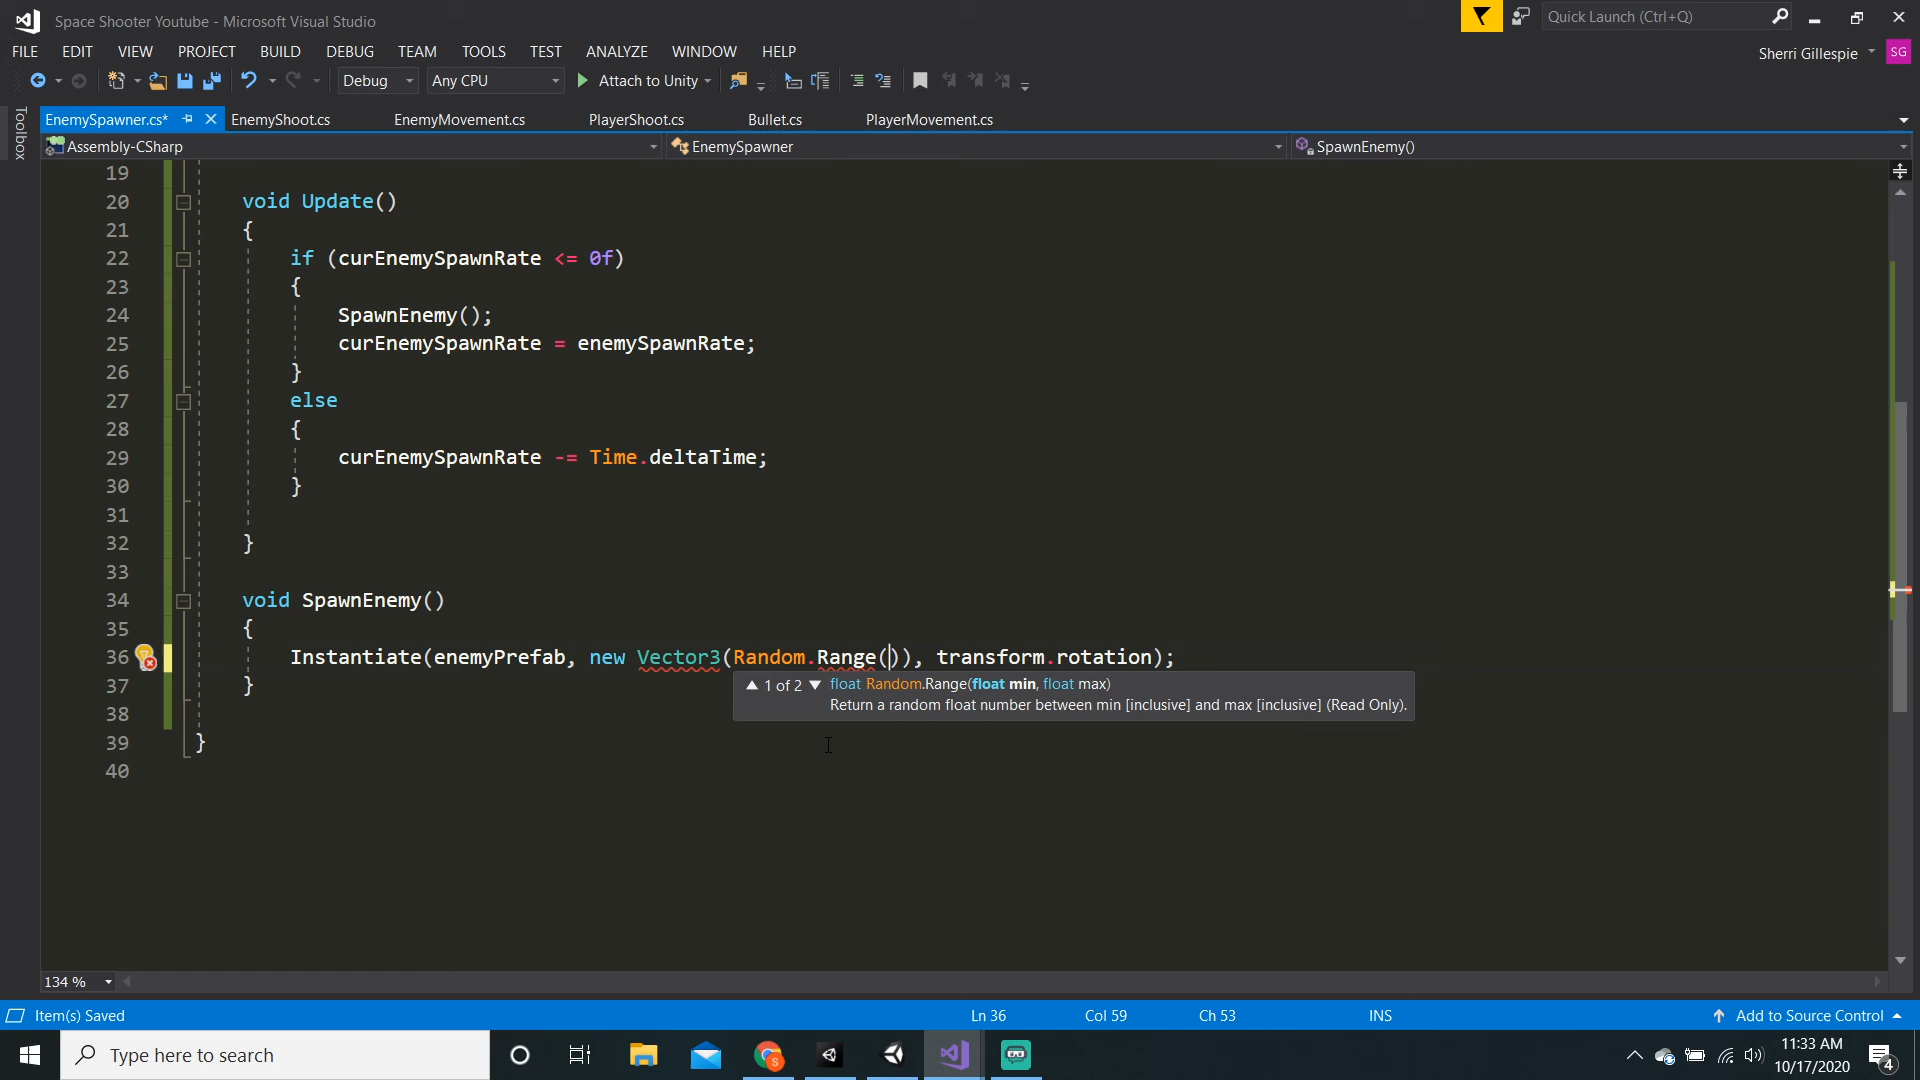 Space Shooter Youtube - Microsoft Visual Studio
Quick Launch (Ctrl+Q)
FILE EDIT VIEW PROJECT BUILD DEBUG TEAM TOOLS TEST ANALYZE WINDOW HELP
Sherri Gillespie SG
Debug Any CPU Attach to Unity
Toolbox
EnemySpawner.cs* EnemyShoot.cs EnemyMovement.cs PlayerShoot.cs Bullet.cs PlayerMovement.cs
Assembly-CSharp EnemySpawner SpawnEnemy()
19
20 void Update()
21 {
22 if (curEnemySpawnRate <= 0f)
23 {
24 SpawnEnemy();
25 curEnemySpawnRate = enemySpawnRate;
26 }
27 else
28 {
29 curEnemySpawnRate -= Time.deltaTime;
30 }
31
32 }
33
34 void SpawnEnemy()
35 {
36 Instantiate(enemyPrefab, new Vector3(Random.Range()), transform.rotation);
37 }
1 of 2 float Random.Range(float min, float max)
Return a random float number between min [inclusive] and max [inclusive] (Read Only).
38
39 }
40
134 %
Item(s) Saved Ln 36 Col 59 Ch 53 INS Add to Source Control
Type here to search
11:33 AM
10/17/2020
4